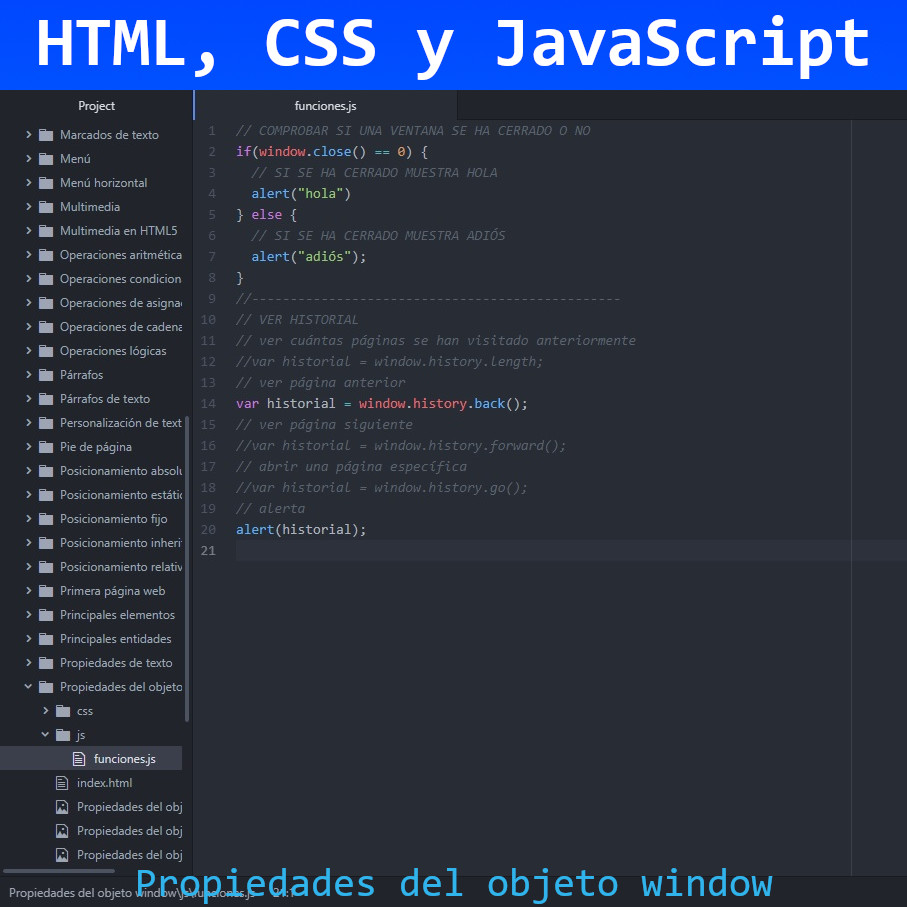 HTML, CSS y JavaScript
Project
funciones.js
Marcados de texto
Menú
Menú horizontal
Multimedia
Multimedia en HTML5
Operaciones aritmética
Operaciones condicion
Operaciones de asigna
Operaciones de cadena
Operaciones lógicas
Párrafos
Párrafos de texto
Personalización de text
Pie de página
Posicionamiento absolu
Posicionamiento estátic
Posicionamiento fijo
Posicionamiento inheri
Posicionamiento relativ
Primera página web
Principales elementos
Principales entidades
Propiedades de texto
Propiedades del objeto
css
js
funciones.js
index.html
Propiedades del obj
Propiedades del obj
Propiedades del obj
1 // COMPROBAR SI UNA VENTANA SE HA CERRADO O NO
2 if(window.close() == 0) {
3 // SI SE HA CERRADO MUESTRA HOLA
4 alert("hola")
5 } else {
6 // SI SE HA CERRADO MUESTRA ADIÓS
7 alert("adiós");
8 }
9 //------------------------------------------------
10 // VER HISTORIAL
11 // ver cuántas páginas se han visitado anteriormente
12 //var historial = window.history.length;
13 // ver página anterior
14 var historial = window.history.back();
15 // ver página siguiente
16 //var historial = window.history.forward();
17 // abrir una página específica
18 //var historial = window.history.go();
19 // alerta
20 alert(historial);
21
Propiedades del objeto window\js\funciones.js
Propiedades del objeto window